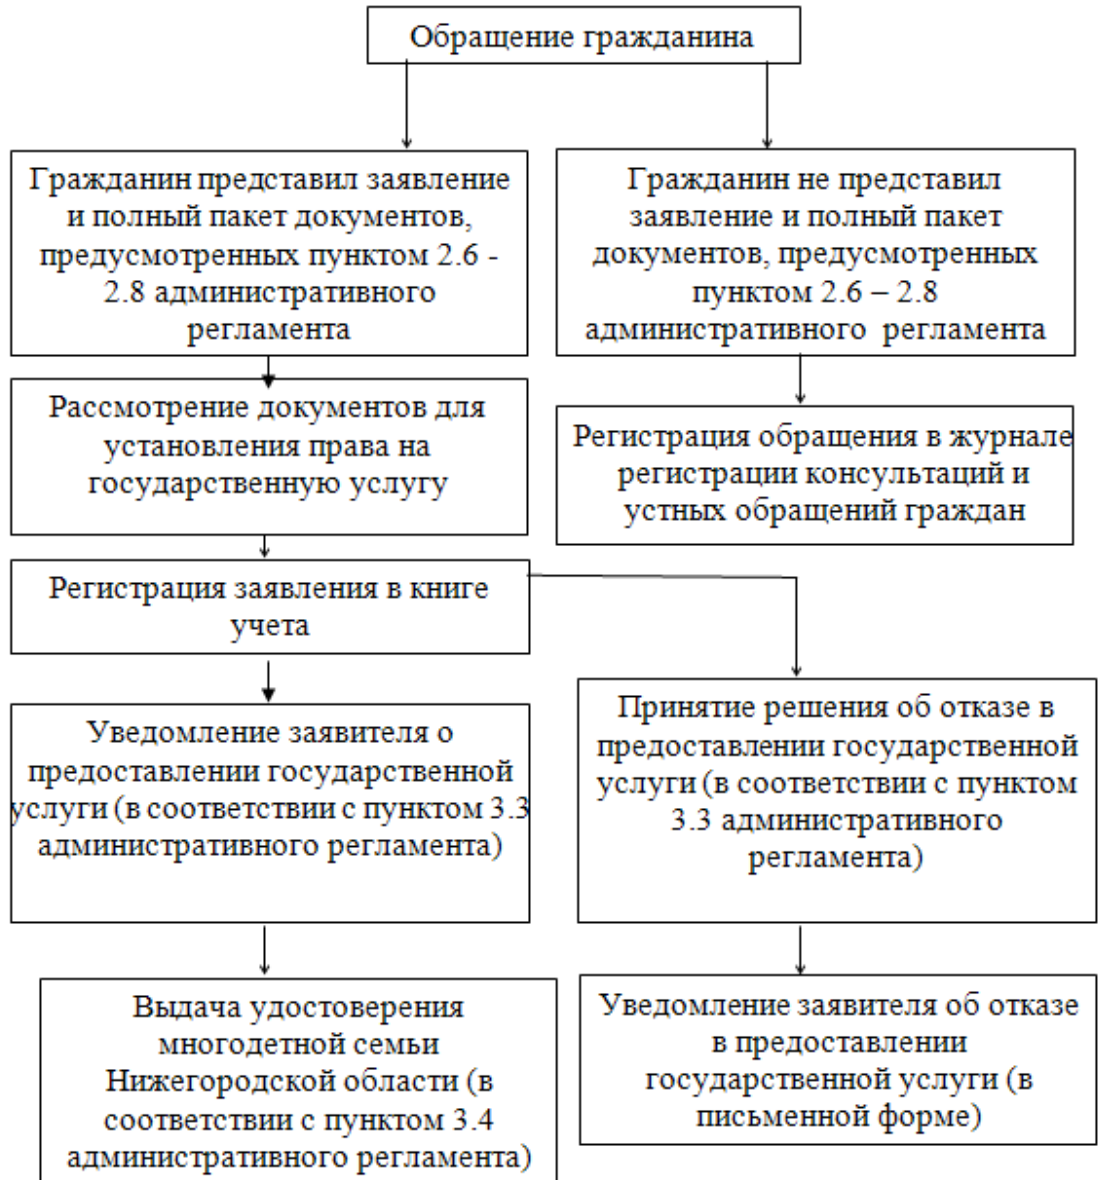 Обращение гражданина
Гражданин представил заявление
и полный пакет документов,
предусмотренных пунктом 2.6 -
2.8 административного
регламента
Гражданин не представил
заявление и полный пакет
документов, предусмотренных
пунктом 2.6 – 2.8
административного регламента
Рассмотрение документов для
установления права на
государственную услугу
Регистрация обращения в журнале
регистрации консультаций и
устных обращений граждан
Регистрация заявления в книге
учета
Уведомление заявителя о
предоставлении государственной
услуги (в соответствии с пунктом 3.3
административного регламента)
Принятие решения об отказе в
предоставлении государственной
услуги (в соответствии с пунктом
3.3 административного
регламента)
Выдача удостоверения
многодетной семьи
Нижегородской области (в
соответствии с пунктом 3.4
административного регламента)
Уведомление заявителя об отказе
в предоставлении
государственной услуги (в
письменной форме)